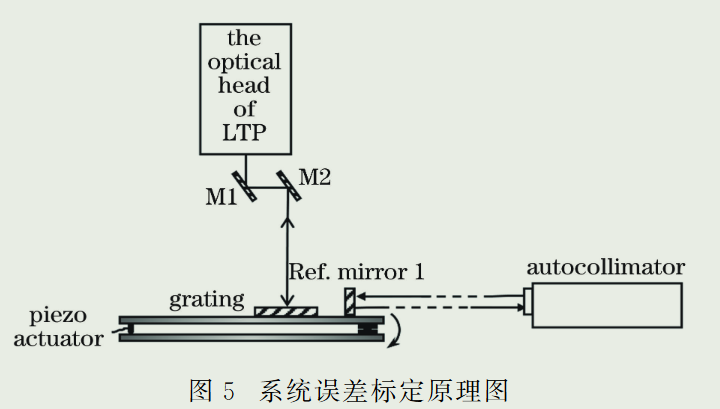 the
optical
head
of
LTP
M1
M2
Ref. mirror 1
autocollimator
grating
piezo
actuator
图 5 系统误差标定原理图